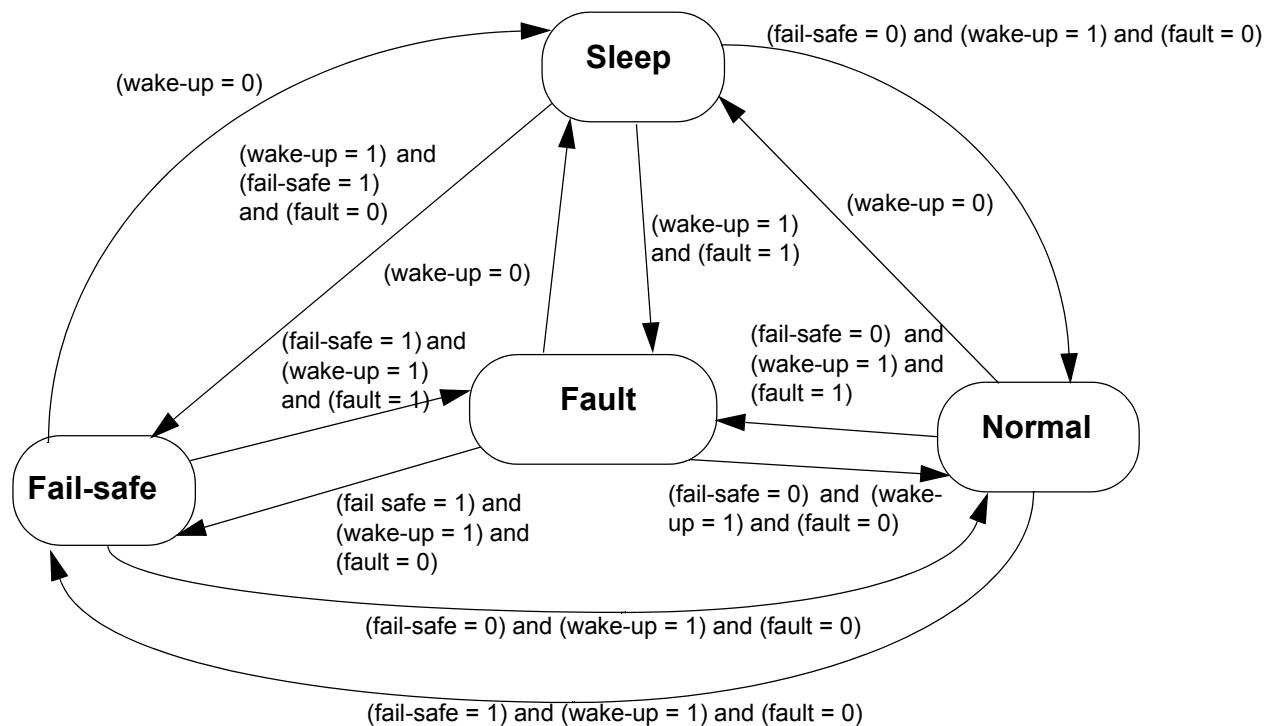 (fail-safe = 0) and (wake-up = 1) and (fault = 0)
Sleep
(wake-up = 0)
(wake-up = 1) and
(fail-safe = 1)
and (fault = 0)
(wake-up = 0)
(wake-up = 1)
and (fault = 1)
(wake-up = 0)
(fail-safe = 1) and
(wake-up = 1)
and (fault = 1)
(fail-safe = 0) and
(wake-up = 1) and
(fault = 1)
Fault
Normal
Fail-safe
(fail safe = 1) and
(wake-up = 1) and
(fault = 0)
(fail-safe = 0) and (wake-
up = 1) and (fault = 0)
(fail-safe = 0) and (wake-up = 1) and (fault = 0)
(fail-safe = 1) and (wake-up = 1) and (fault = 0)